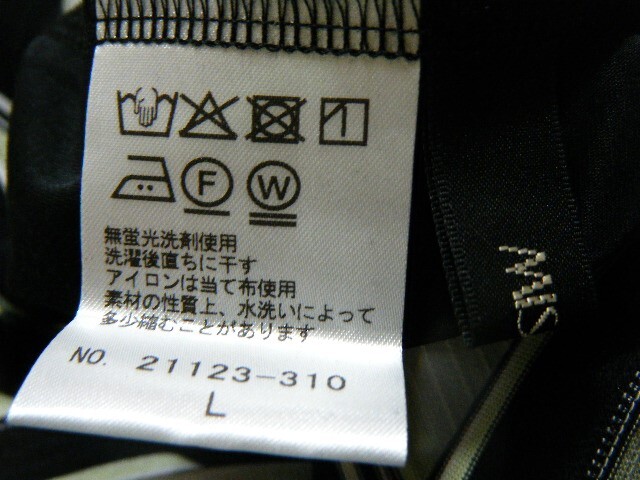 F W
無蛍光洗剤使用
洗濯後直ちに干す
アイロンは当て布使用
素材の性質上、水洗いによって
多少縮むことがあります
NO. 21123-310
L